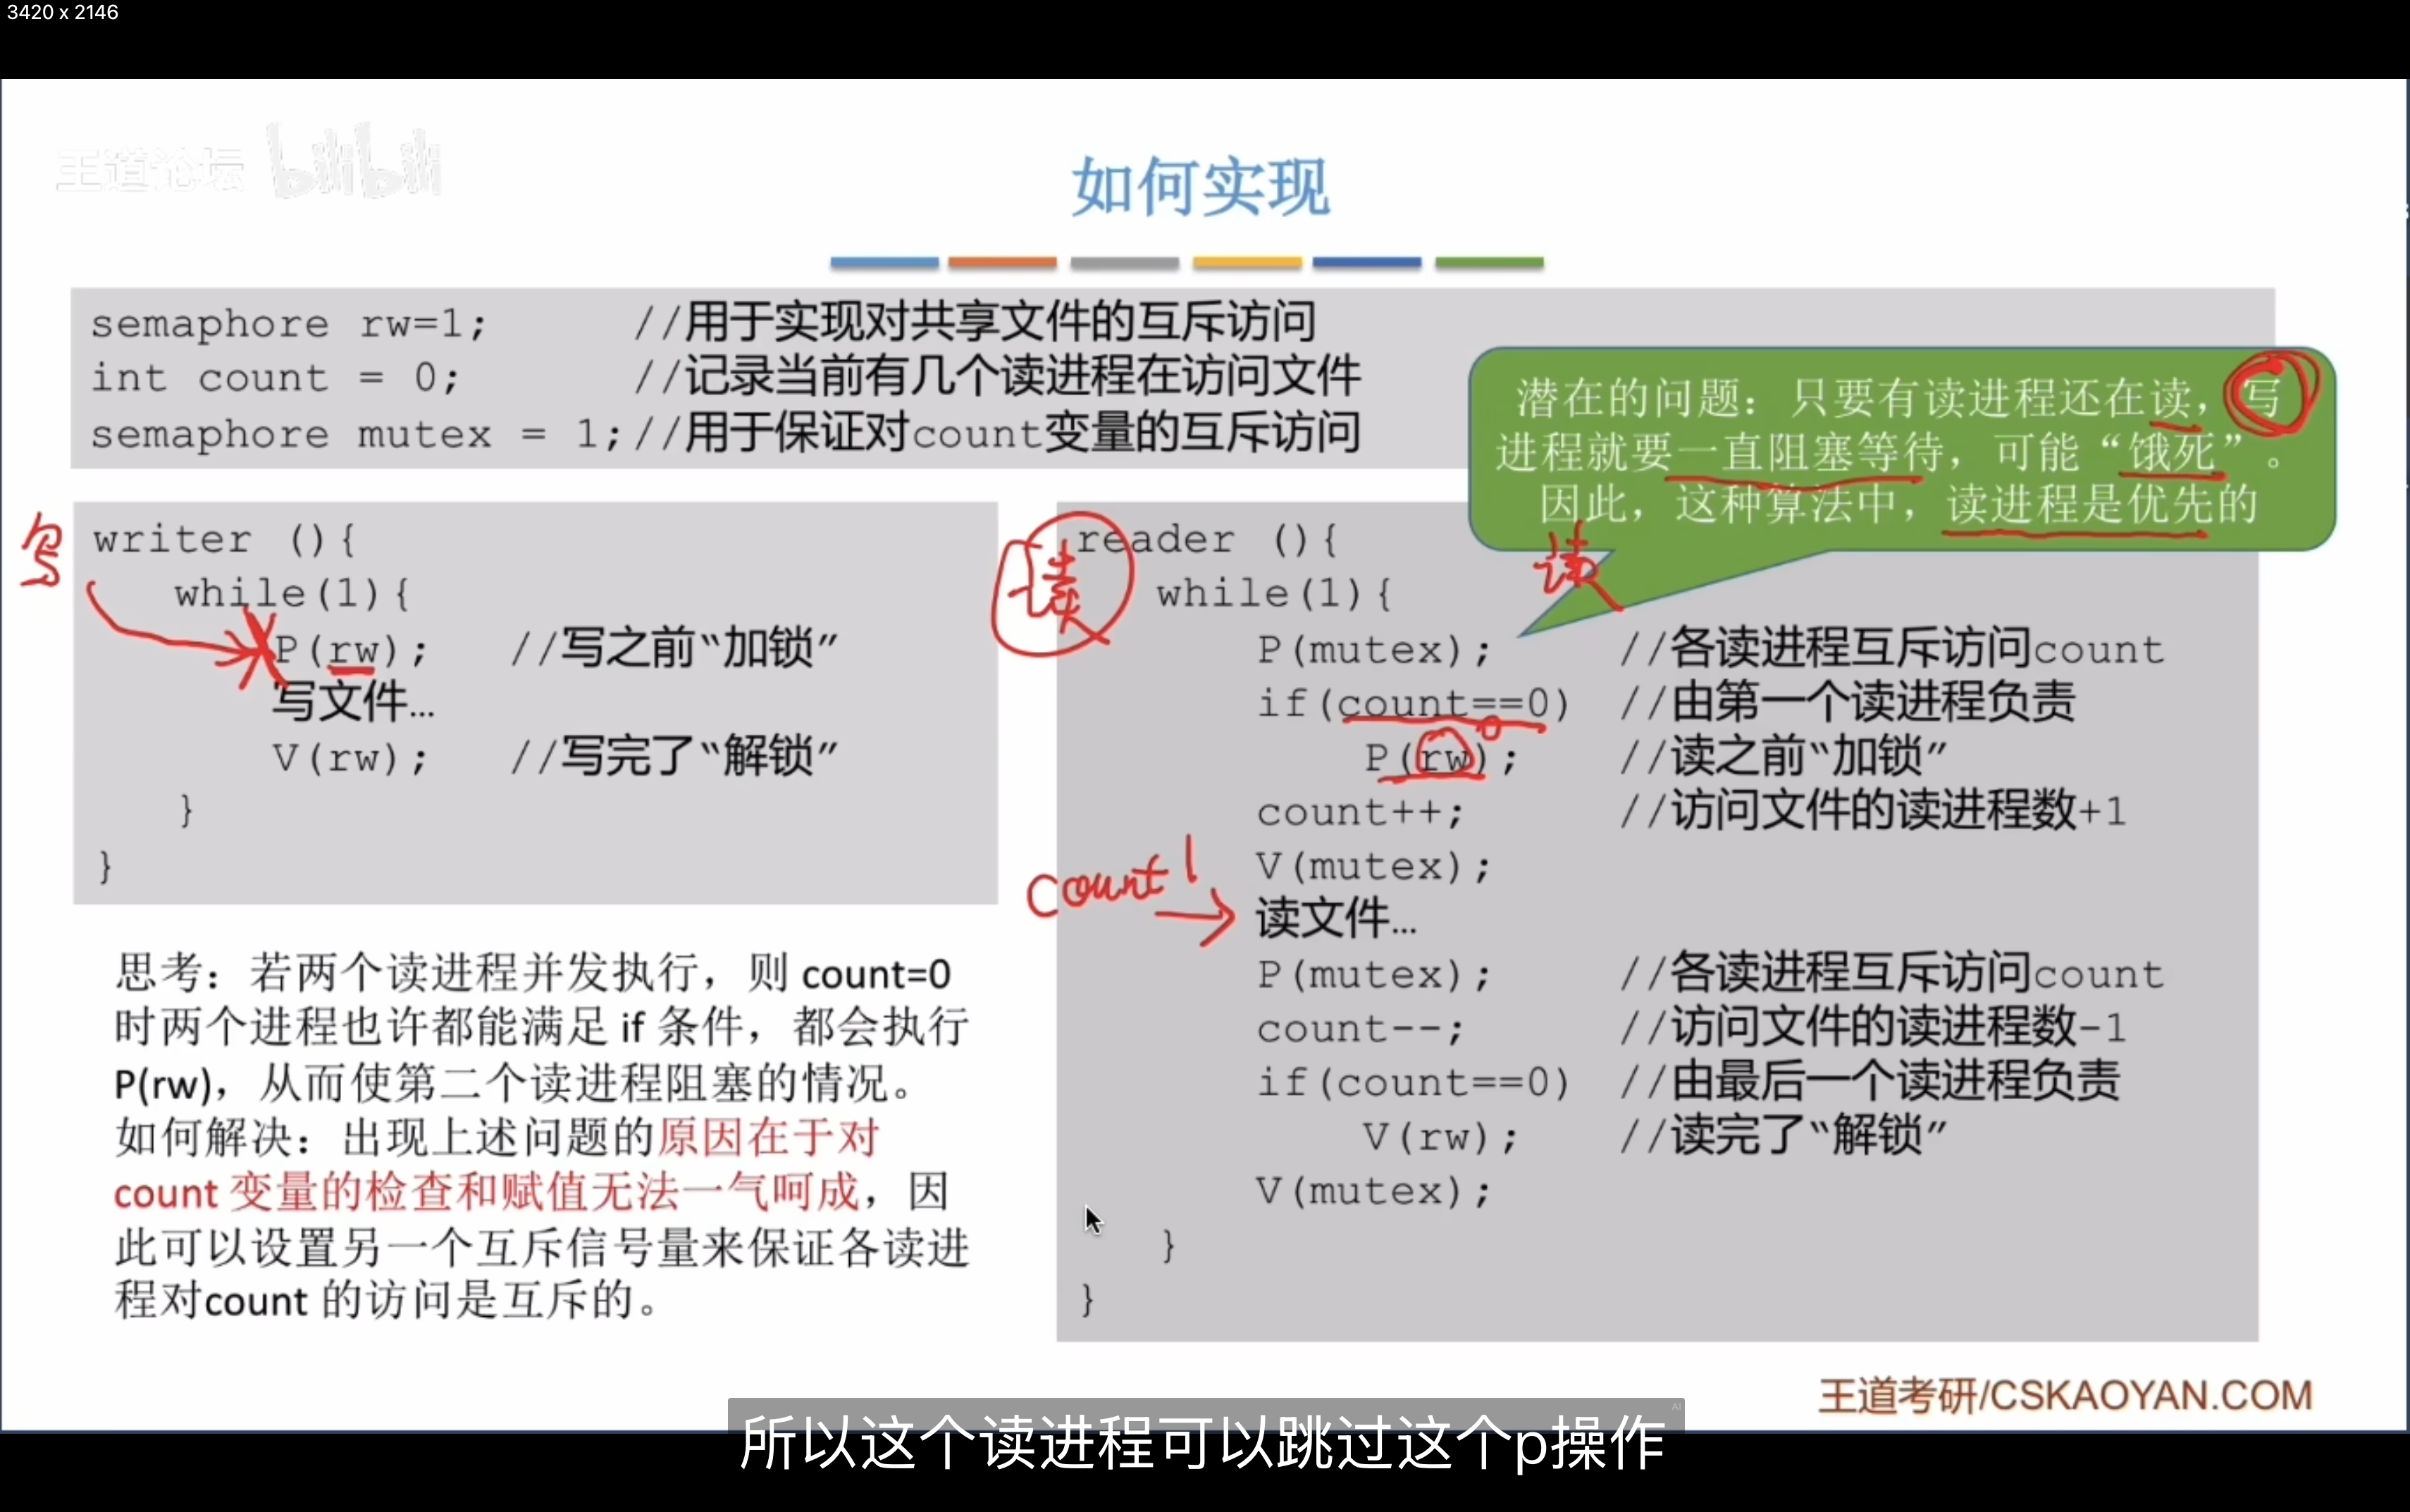 3420 x 2146
王道论坛 bilibili
如何实现
semaphore rw=1; //用于实现对共享文件的互斥访问
int count = 0; //记录当前有几个读进程在访问文件
semaphore mutex = 1;//用于保证对count变量的互斥访问
潜在的问题：只要有读进程还在读，写
进程就要一直阻塞等待，可能“饿死”。
因此，这种算法中，读进程是优先的
写
writer (){
while(1){
P(rw); //写之前“加锁”
写文件…
V(rw); //写完了“解锁”
}
}
读
读
reader (){
while(1){
P(mutex); //各读进程互斥访问count
if(count==0) //由第一个读进程负责
0
P(rw); //读之前“加锁”
count++; //访问文件的读进程数+1
V(mutex);
count 1
读文件…
P(mutex); //各读进程互斥访问count
count--; //访问文件的读进程数-1
if(count==0) //由最后一个读进程负责
V(rw); //读完了“解锁”
V(mutex);
}
}
思考：若两个读进程并发执行，则 count=0
时两个进程也许都能满足 if 条件，都会执行
P(rw)，从而使第二个读进程阻塞的情况。
如何解决：出现上述问题的原因在于对
count 变量的检查和赋值无法一气呵成，因
此可以设置另一个互斥信号量来保证各读进
程对count 的访问是互斥的。
王道考研/CSKAOYAN.COM
AI
所以这个读进程可以跳过这个p操作